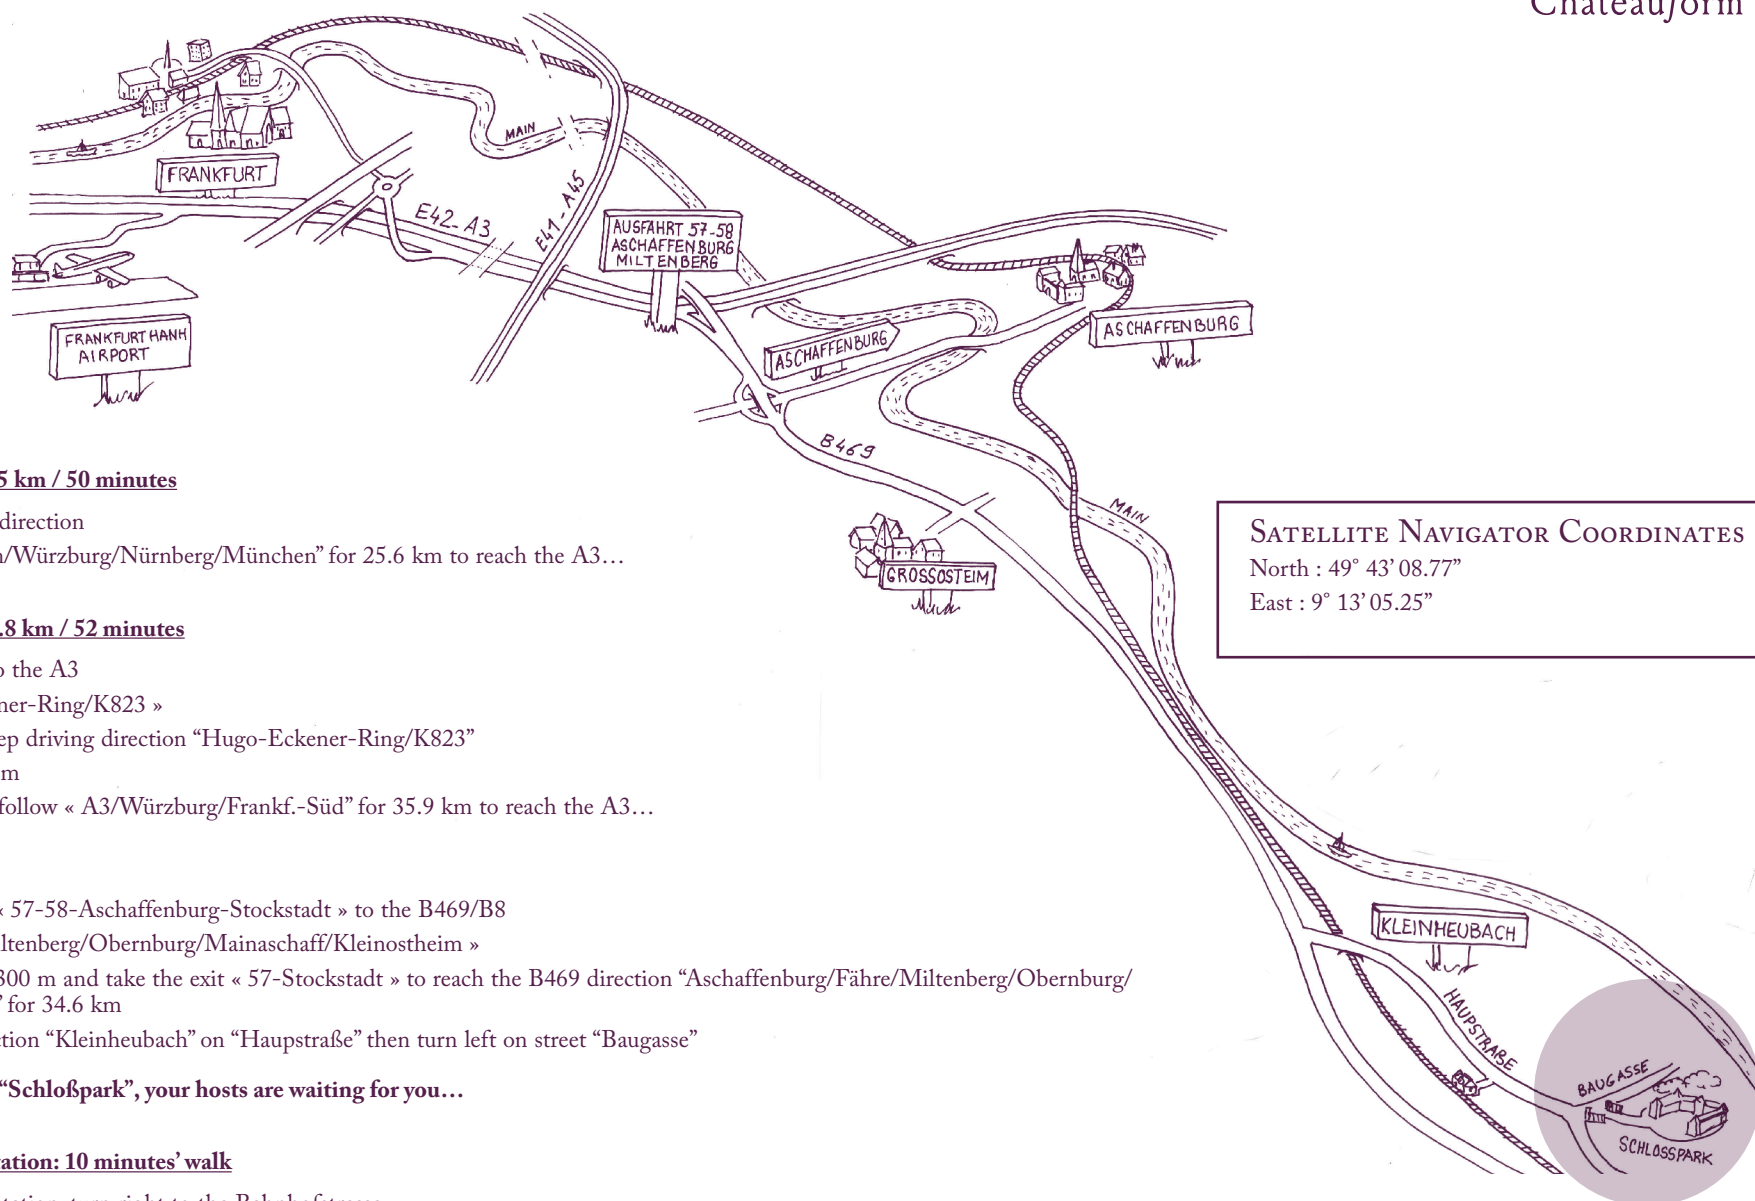 Châteauform
MAIN
FRANKFURT
E42-A3
E41-A45
AUSFAHRT 57-58
ASCHAFFENBURG
MILTENBERG
FRANKFURT HANH
AIRPORT
ASCHAFFENBURG
ASCHAFFENBURG
B469
MAIN
GROSSOSTEIM
SATELLITE NAVIGATOR COORDINATES
North : 49° 43’ 08.77”
East : 9° 13’ 05.25”
5 km / 50 minutes
direction
/Würzburg/Nürnberg/München” for 25.6 km to reach the A3…
.8 km / 52 minutes
the A3
ner-Ring/K823 »
ep driving direction “Hugo-Eckener-Ring/K823”
m
follow « A3/Würzburg/Frankf.-Süd” for 35.9 km to reach the A3…
« 57-58-Aschaffenburg-Stockstadt » to the B469/B8
ltenberg/Obernburg/Mainaschaff/Kleinostheim »
300 m and take the exit « 57-Stockstadt » to reach the B469 direction “Aschaffenburg/Fähre/Miltenberg/Obernburg/
” for 34.6 km
ction “Kleinheubach” on “Haupstraße” then turn left on street “Baugasse”
“Schloßpark”, your hosts are waiting for you…
tation: 10 minutes’ walk
KLEINHEUBACH
HAUPSTRAßE
BAUGASSE
SCHLOSSPARK